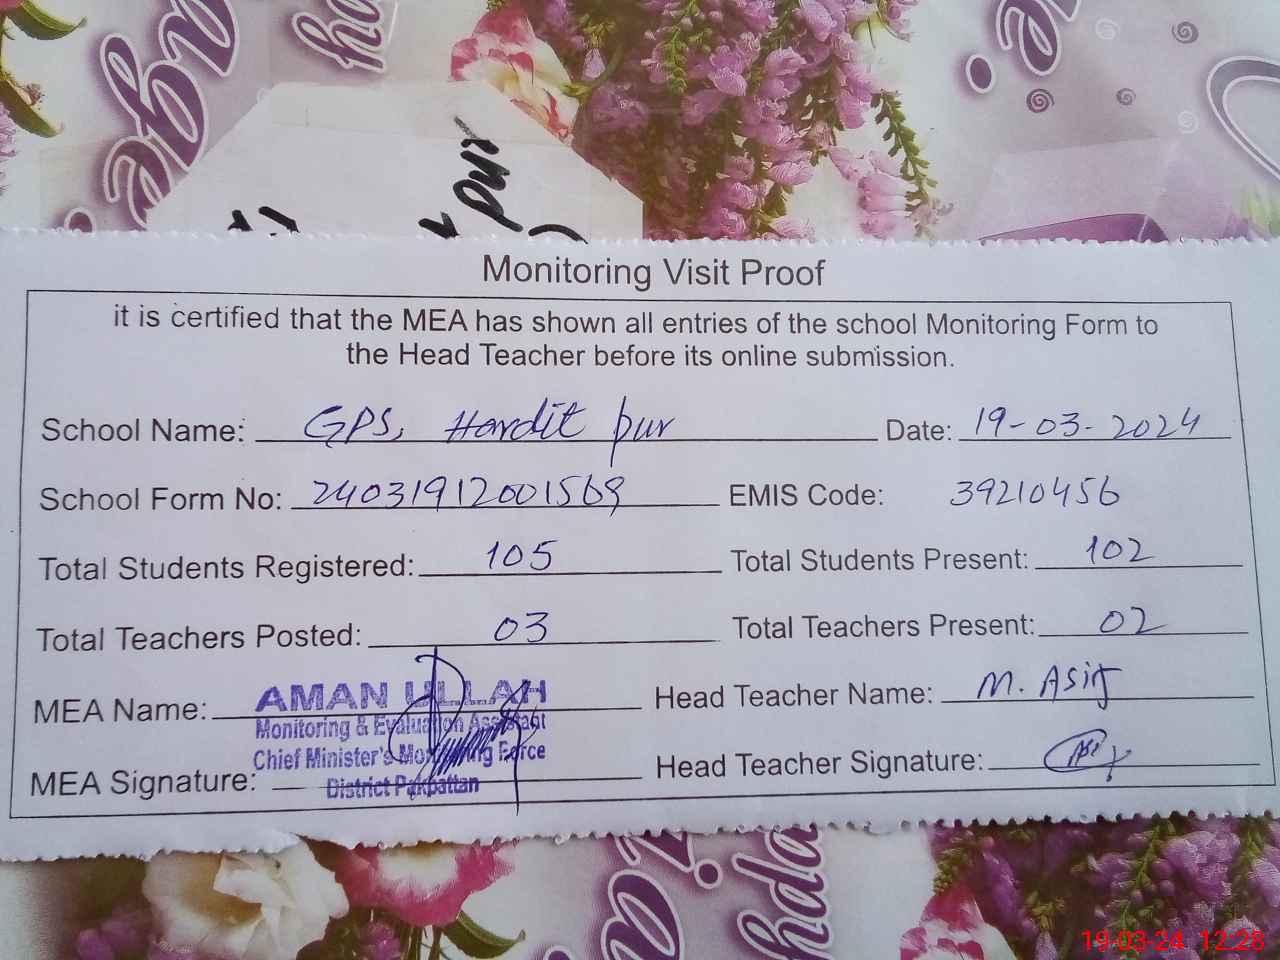 pur
Monitoring Visit Proof
it is certified that the MEA has shown all entries of the school Monitoring Form to
the Head Teacher before its online submission.
School Name: GPS, Hardit pur Date: 19-03-2024
School Form No: 24031912001569 EMIS Code: 39210456
Total Students Registered: 105 Total Students Present: 102
Total Teachers Posted: 03 Total Teachers Present: 02
MEA Name: AMAN ULLAH Head Teacher Name: M. Asif
Monitoring & Evaluation Assistant
Chief Minister's Monitoring Force
MEA Signature: District Pakpattan Head Teacher Signature:
19-03-24 12:28